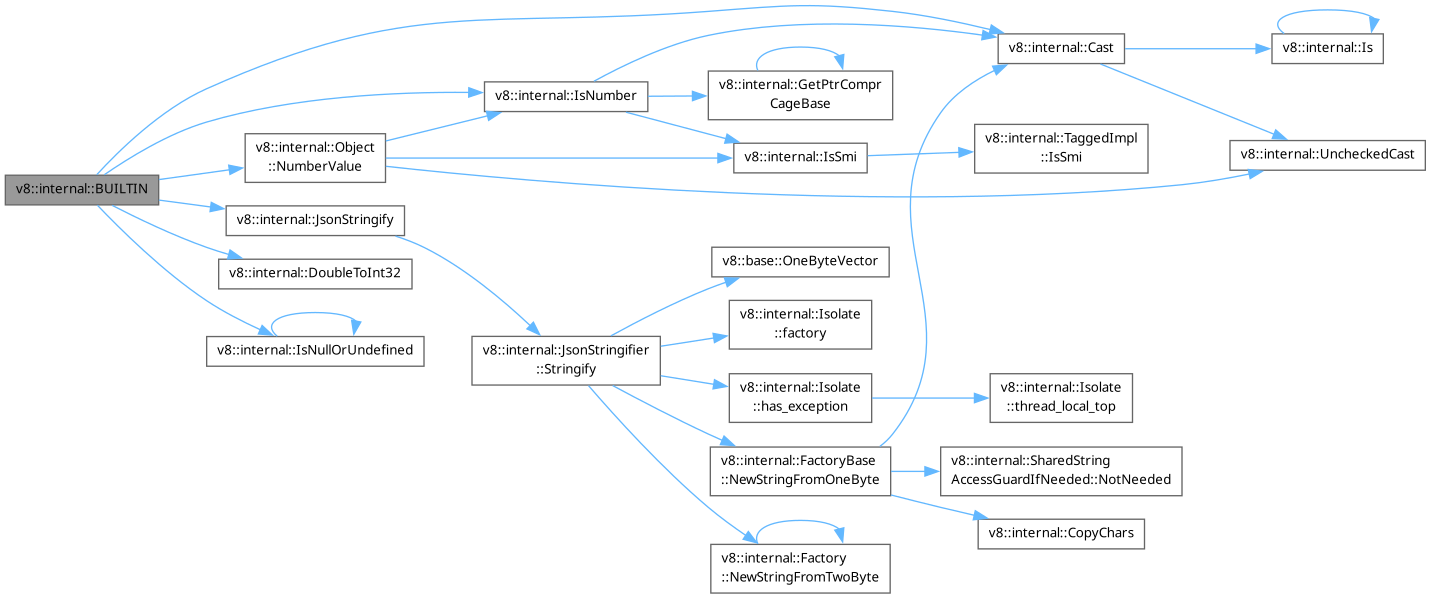 v8::internal::BUILTIN
v8::internal::Object
::NumberValue
v8::internal::JsonStringify
v8::internal::DoubleToInt32
v8::internal::IsNullOrUndefined
v8::internal::IsNumber
v8::internal::JsonStringifier
::Stringify
v8::internal::GetPtrCompr
CageBase
v8::internal::IsSmi
v8::base::OneByteVector
v8::internal::Isolate
::factory
v8::internal::Isolate
::has_exception
v8::internal::FactoryBase
::NewStringFromOneByte
v8::internal::Factory
::NewStringFromTwoByte
v8::internal::Cast
v8::internal::TaggedImpl
::IsSmi
v8::internal::Isolate
::thread_local_top
v8::internal::SharedString
AccessGuardIfNeeded::NotNeeded
v8::internal::CopyChars
v8::internal::Is
v8::internal::UncheckedCast